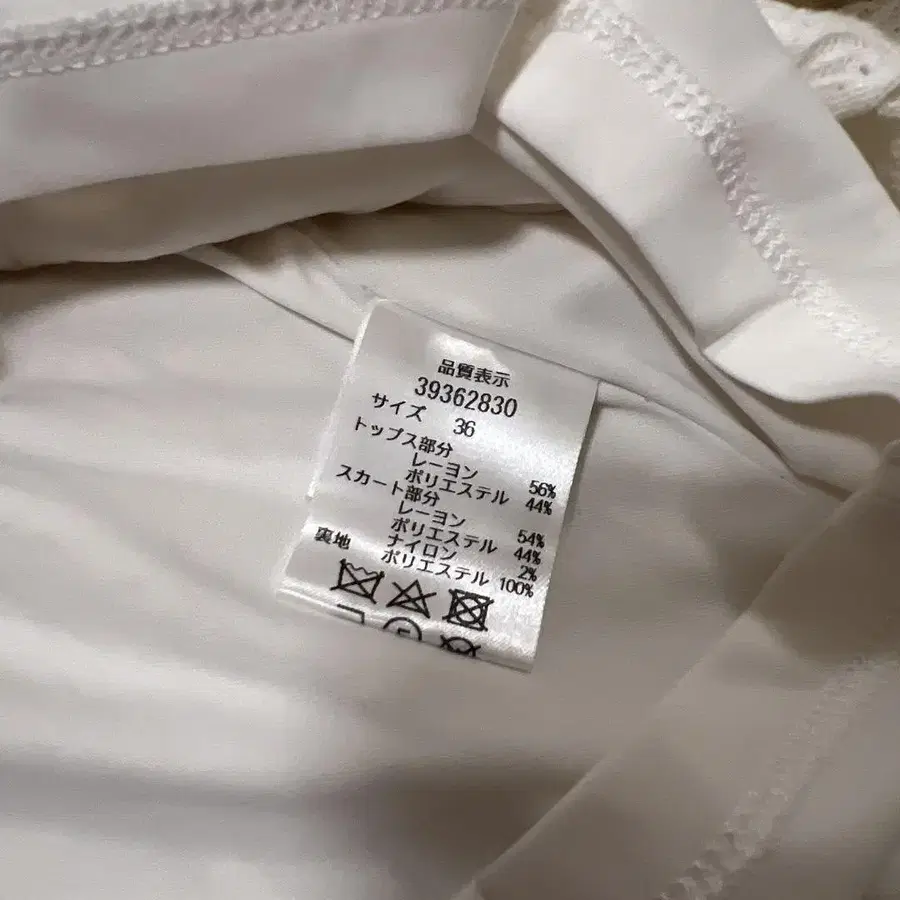 品質表示
39362830
サイズ 36
トップス部分
レーヨン 56%
ポリエステル 44%
スカート部分
レーヨン 54%
ポリエステル 44%
ナイロン 2%
裏地 ポリエステル 100%